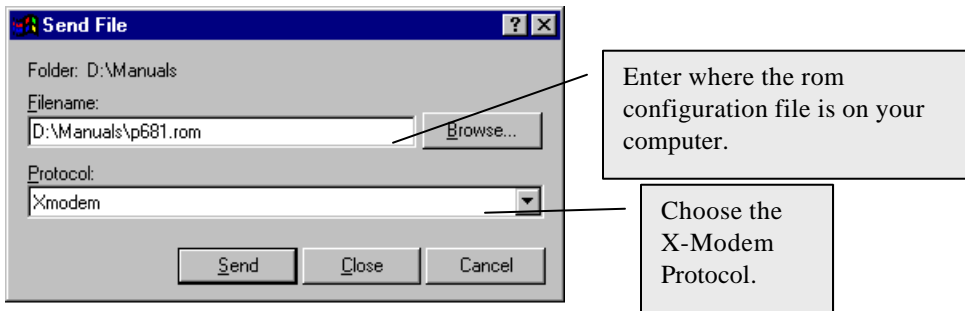 Send File
Folder: D:\Manuals
Filename:
D:\Manuals\p681.rom
Browse...
Protocol:
Xmodem
Send
Close
Cancel
Enter where the rom
configuration file is on your
computer.
Choose the
X-Modem
Protocol.